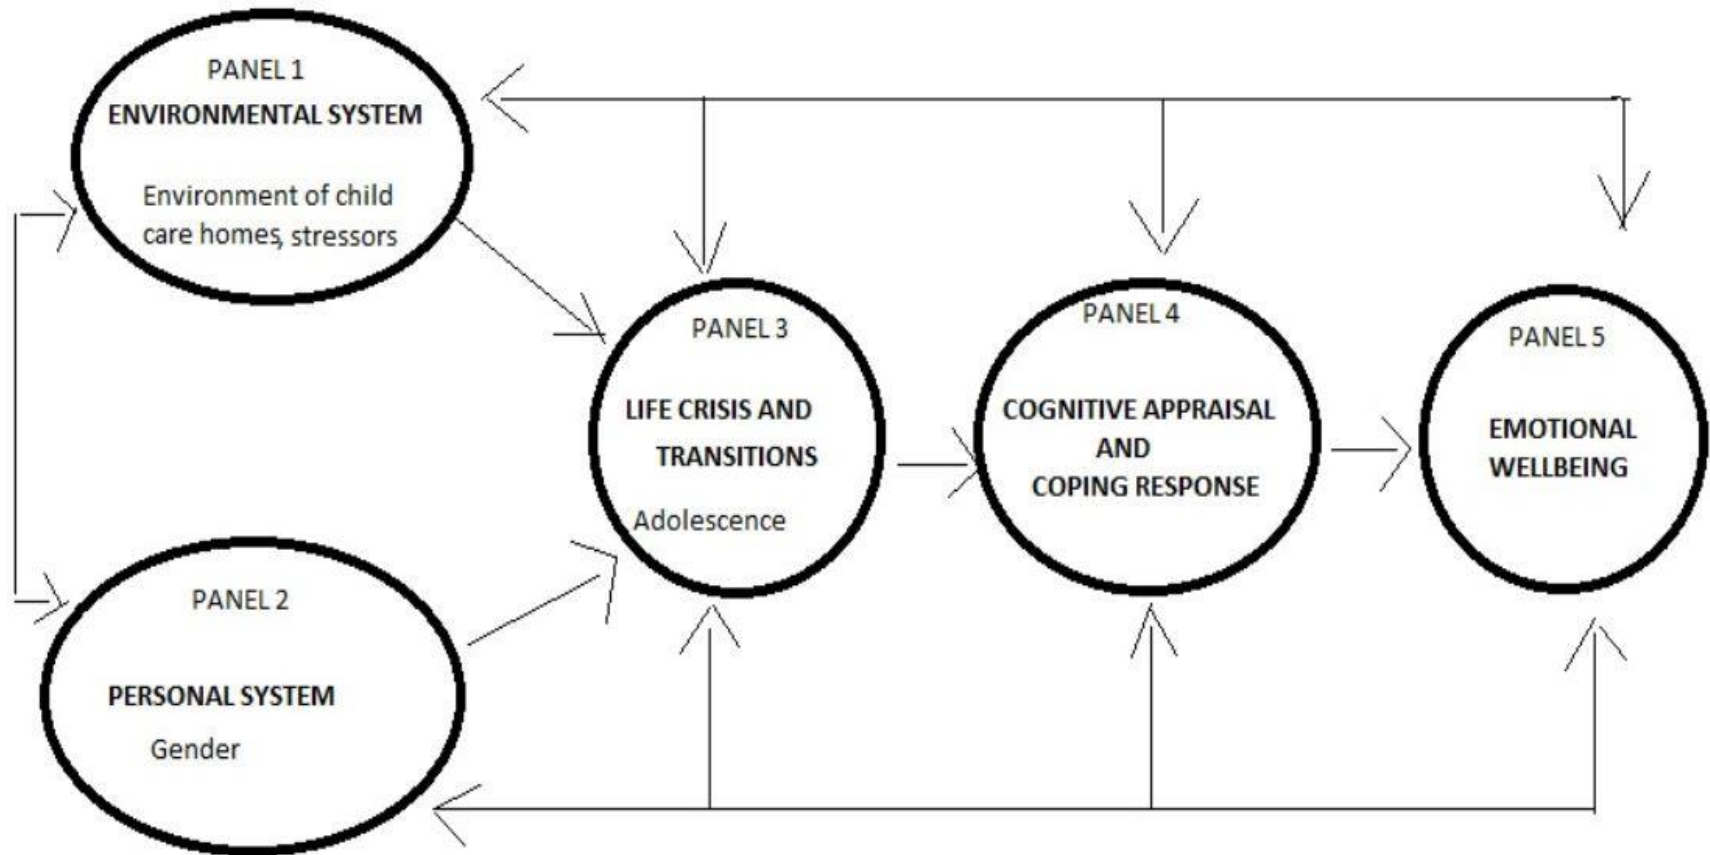 PANEL 1
ENVIRONMENTAL SYSTEM
Environment of child
care homes, stressors
PANEL 2
PERSONAL SYSTEM
Gender
PANEL 3
LIFE CRISIS AND
TRANSITIONS
Adolescence
PANEL 4
COGNITIVE APPRAISAL
AND
COPING RESPONSE
PANEL 5
EMOTIONAL
WELLBEING